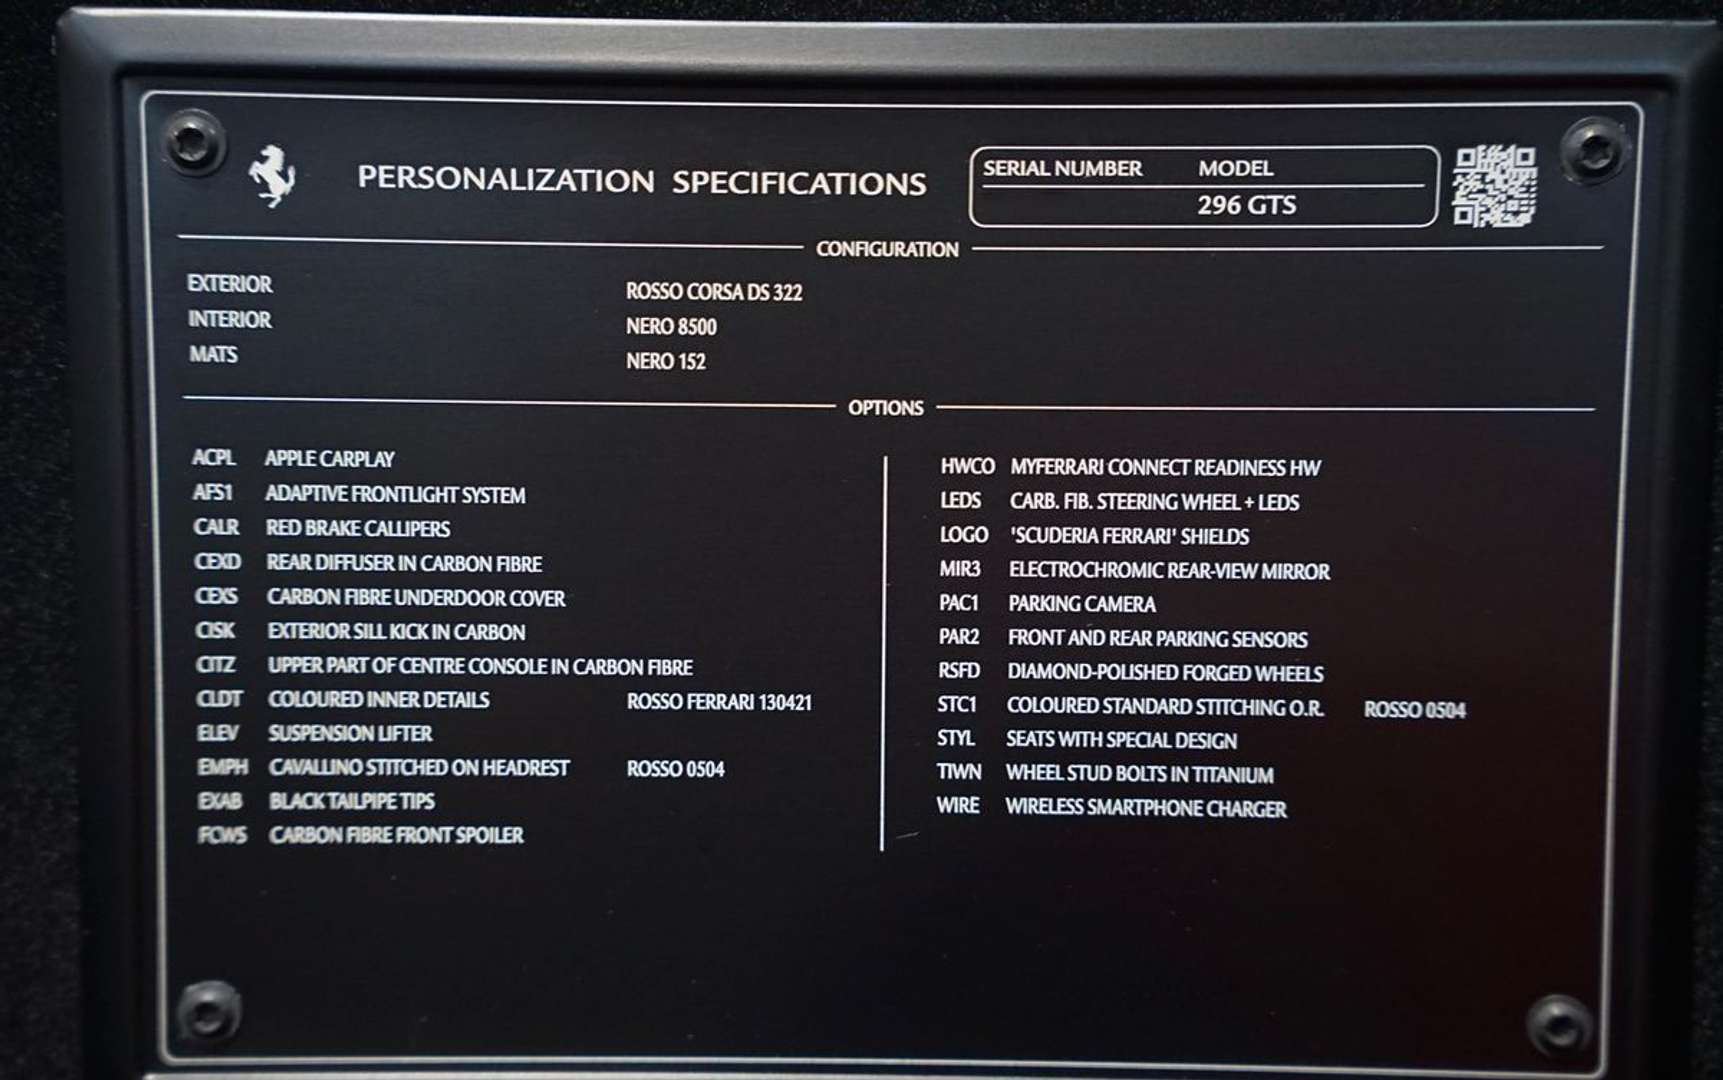 PERSONALIZATION SPECIFICATIONS
SERIAL NUMBER MODEL
296 GTS
CONFIGURATION
EXTERIOR ROSSO CORSA DS 322
INTERIOR NERO 8500
MATS NERO 152
OPTIONS
ACPL APPLE CARPLAY
AFS1 ADAPTIVE FRONTLIGHT SYSTEM
CALR RED BRAKE CALLIPERS
CEXD REAR DIFFUSER IN CARBON FIBRE
CEXS CARBON FIBRE UNDERDOOR COVER
CISK EXTERIOR SILL KICK IN CARBON
CITZ UPPER PART OF CENTRE CONSOLE IN CARBON FIBRE
CLDT COLOURED INNER DETAILS ROSSO FERRARI 130421
ELEV SUSPENSION LIFTER
EMPH CAVALLINO STITCHED ON HEADREST ROSSO 0504
EXAB BLACK TAILPIPE TIPS
FCWS CARBON FIBRE FRONT SPOILER
HWCO MYFERRARI CONNECT READINESS HW
LEDS CARB. FIB. STEERING WHEEL + LEDS
LOGO 'SCUDERIA FERRARI' SHIELDS
MIR3 ELECTROCHROMIC REAR-VIEW MIRROR
PAC1 PARKING CAMERA
PAR2 FRONT AND REAR PARKING SENSORS
RSFD DIAMOND-POLISHED FORGED WHEELS
STC1 COLOURED STANDARD STITCHING O.R. ROSSO 0504
STYL SEATS WITH SPECIAL DESIGN
TIWN WHEEL STUD BOLTS IN TITANIUM
WIRE WIRELESS SMARTPHONE CHARGER